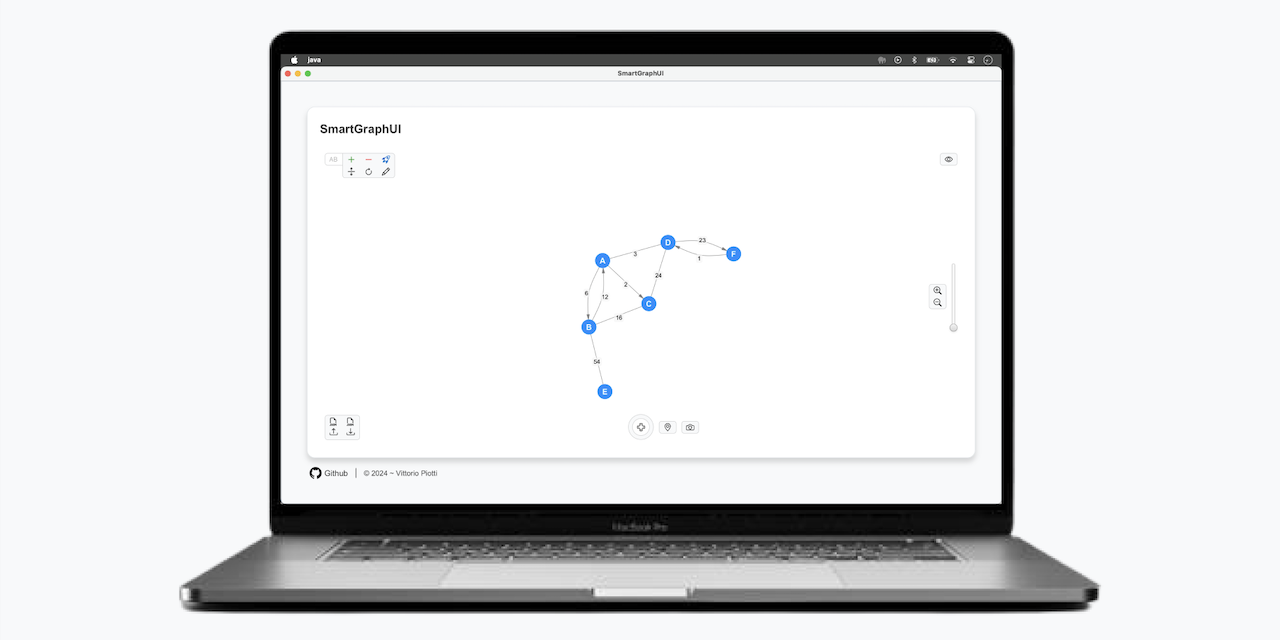 java
SmartGraphUI
SmartGraphUI
AB
D
23
F
A
3
1
24
6
2
12
C
16
B
54
E
Github | © 2024 ~ Vittorio Piotti
MacBook Pro